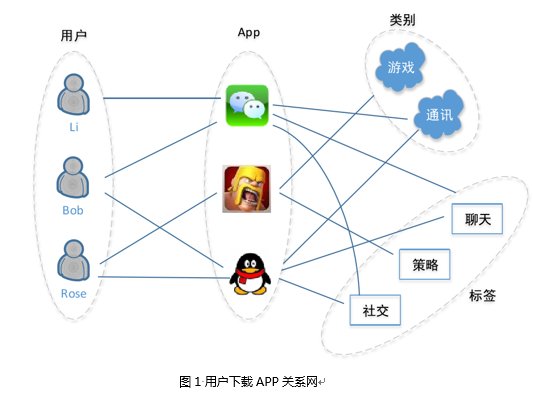 用户
App
类别
游戏
通讯
Li
Bob
Rose
聊天
策略
社交
标签
图 1 用户下载 APP 关系网